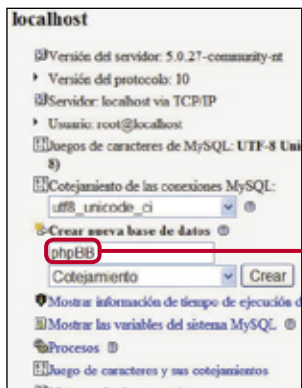 localhost
Versión del servidor: 5.0.27-community-nt
Versión del protocolo: 10
Servidor: localhost via TCP/IP
Usuario: root@localhost
Juegos de caracteres de MySQL: UTF-8 Uni
8)
Cotejamiento de las conexiones MySQL:
utf8_unicode_ci
Crear nueva base de datos
phpBB
Cotejamiento Crear
Mostrar información de tiempo de ejecución d
Mostrar las variables del sistema MySQL
Procesos
Juego de caracteres y sus cotejamientos